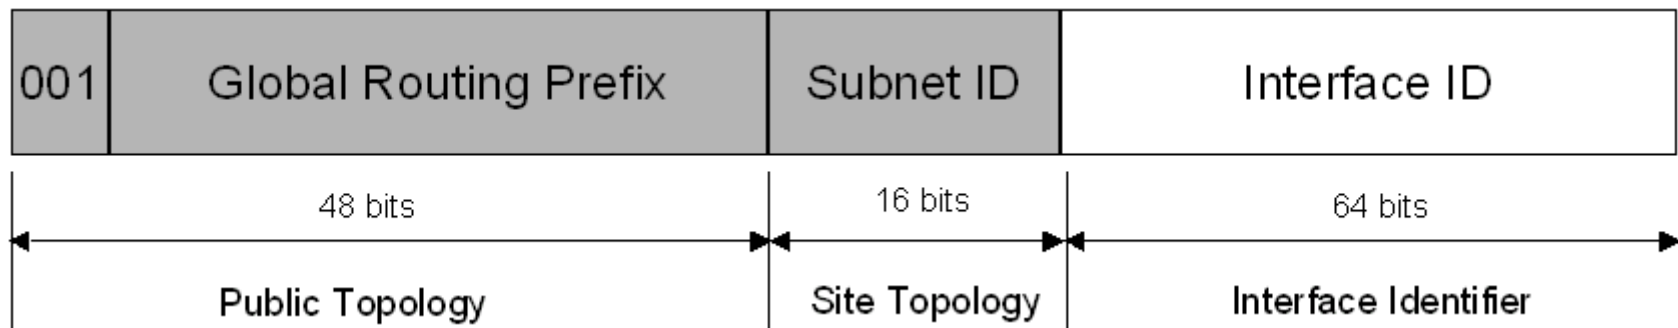 001 Global Routing Prefix Subnet ID Interface ID
48 bits 16 bits 64 bits
Public Topology Site Topology Interface Identifier